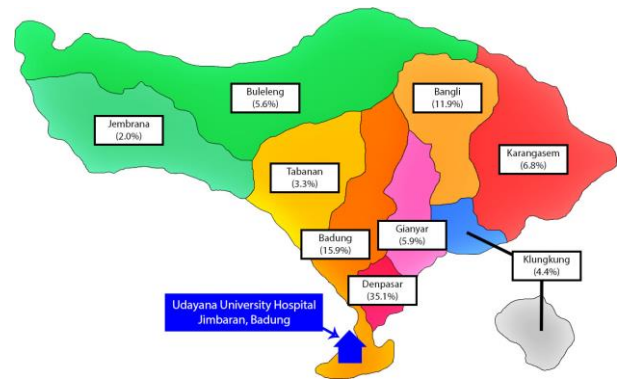 Buleleng
(5.6%)
Bangli
(11.9%)
Jembrana
(2.0%)
Karangasem
(6.8%)
Tabanan
(3.3%)
Badung
(15.9%)
Gianyar
(5.9%)
Klungkung
(4.4%)
Denpasar
(35.1%)
Udayana University Hospital
Jimbaran, Badung